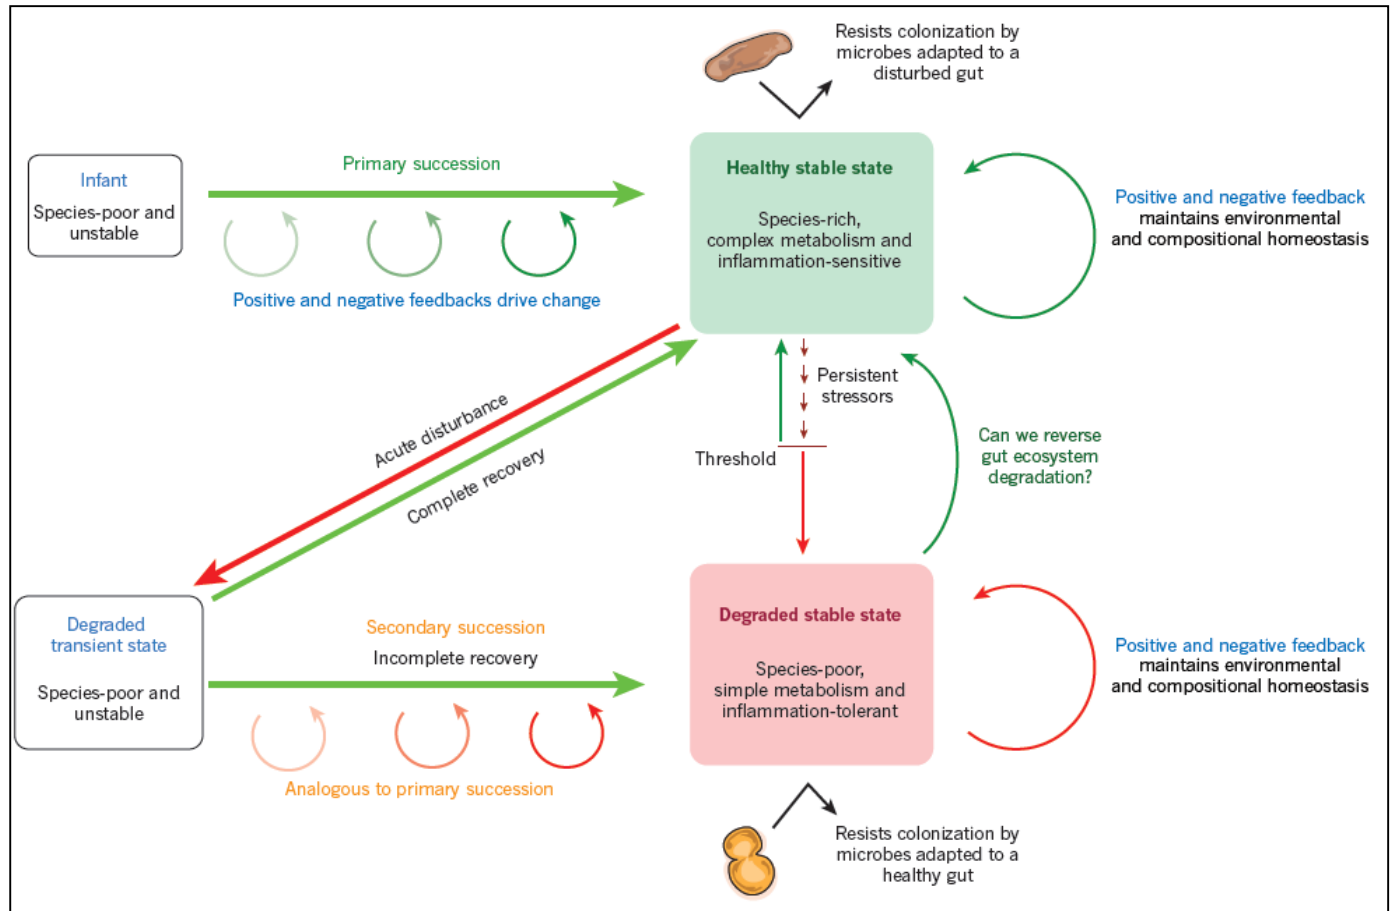 Resists colonization by
microbes adapted to a
disturbed gut
Infant
Species-poor and
unstable
Primary succession
Positive and negative feedbacks drive change
Healthy stable state
Species-rich,
complex metabolism and
inflammation-sensitive
Positive and negative feedback
maintains environmental
and compositional homeostasis
Acute disturbance
Complete recovery
Persistent
stressors
Threshold
Can we reverse
gut ecosystem
degradation?
Degraded
transient state
Species-poor and
unstable
Secondary succession
Incomplete recovery
Analogous to primary succession
Degraded stable state
Species-poor,
simple metabolism and
inflammation-tolerant
Positive and negative feedback
maintains environmental
and compositional homeostasis
Resists colonization by
microbes adapted to a
healthy gut